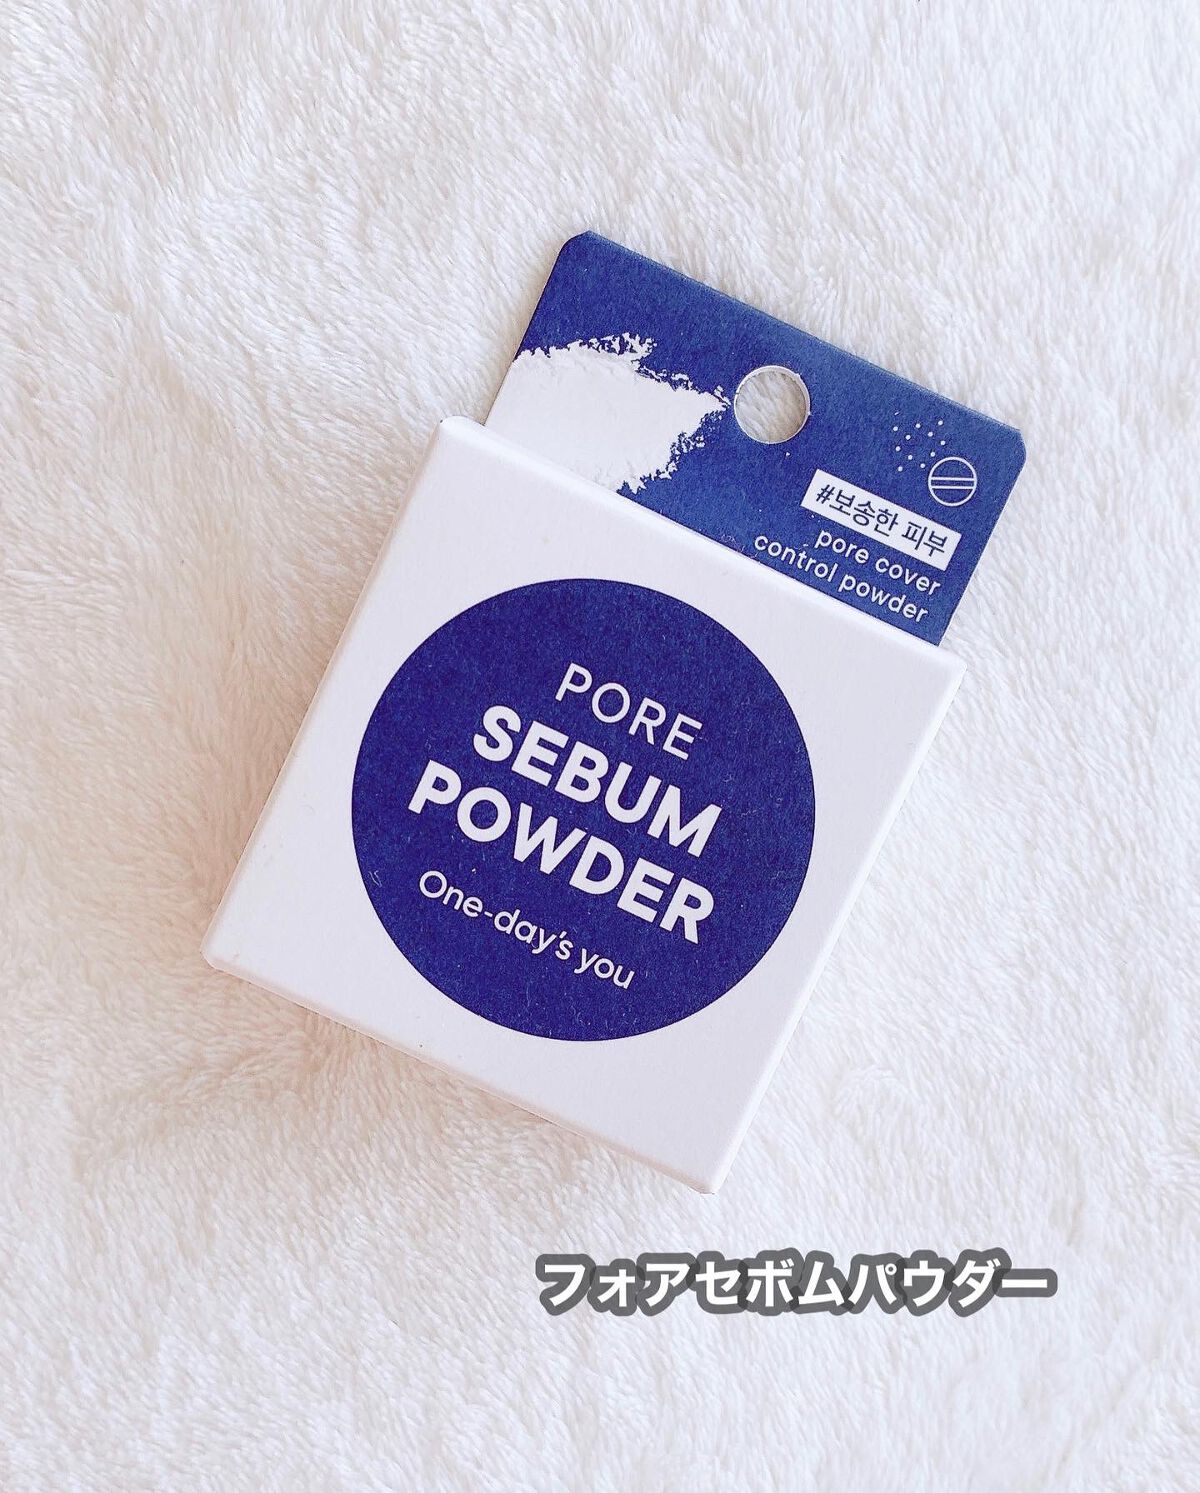 #보송한 피부
pore cover
control powder
PORE
SEBUM
POWDER
One-day's you
フォアセボムパウダー